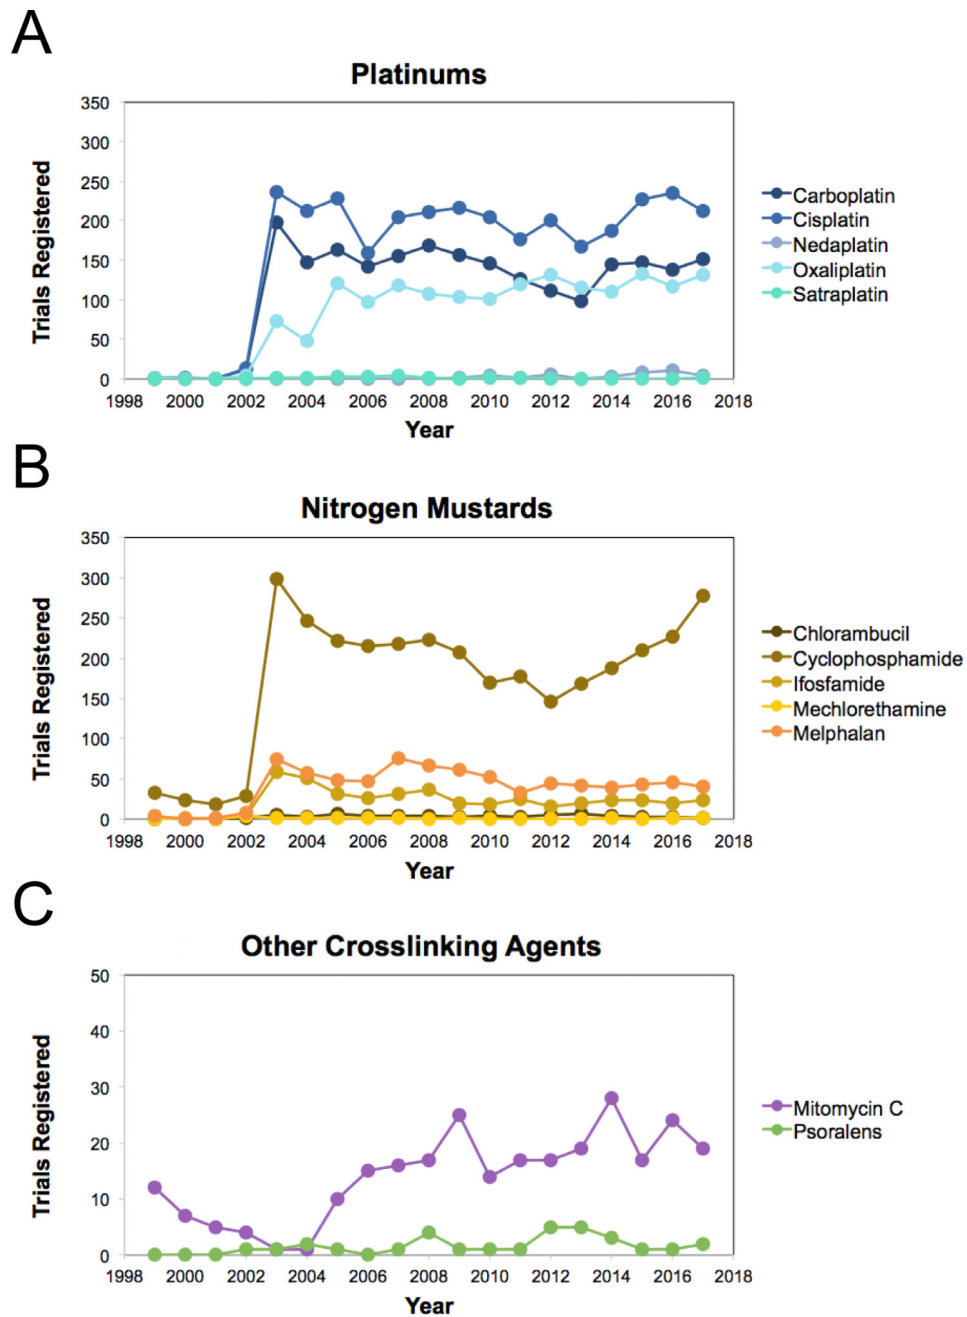 A
Platinums
350
300
250
200
150
100
50
0
Trials Registered
1998 2000 2002 2004 2006 2008 2010 2012 2014 2016 2018
Year
Carboplatin
Cisplatin
Nedaplatin
Oxaliplatin
Satraplatin
B
Nitrogen Mustards
350
300
250
200
150
100
50
0
Trials Registered
1998 2000 2002 2004 2006 2008 2010 2012 2014 2016 2018
Year
Chlorambucil
Cyclophosphamide
Ifosfamide
Mechlorethamine
Melphalan
C
Other Crosslinking Agents
50
40
30
20
10
0
Trials Registered
1998 2000 2002 2004 2006 2008 2010 2012 2014 2016 2018
Year
Mitomycin C
Psoralens